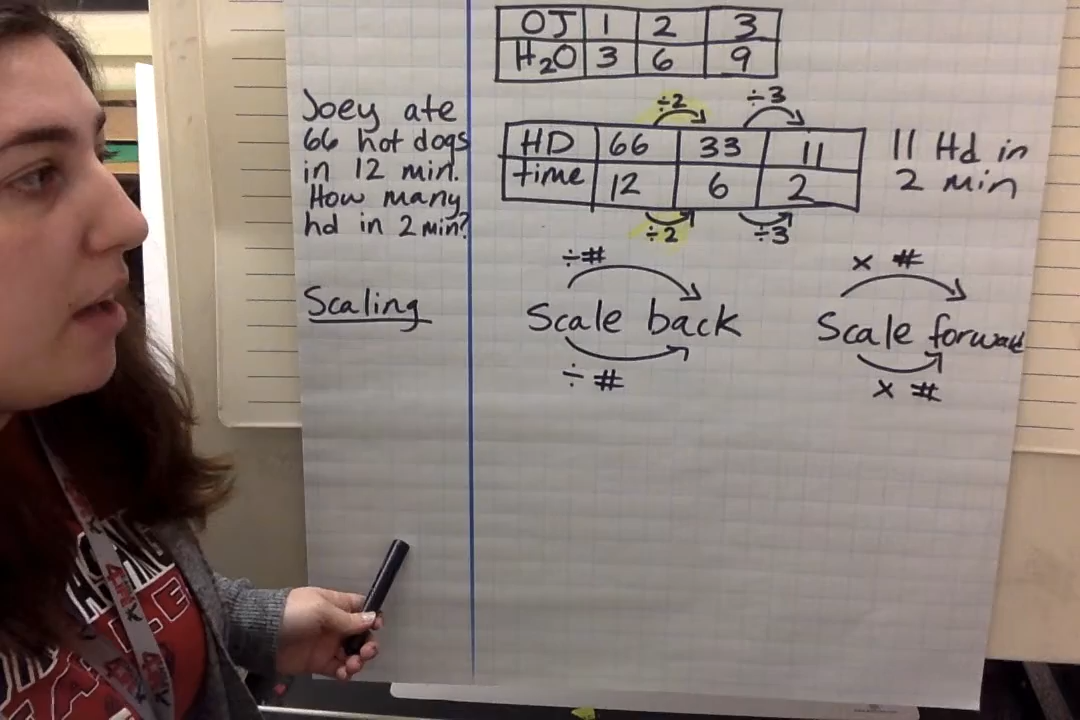 OJ 1 2 3
H₂O 3 6 9
Joey ate
66 hot dogs
in 12 min.
How many
hd in 2 min?
÷2 ÷3
HD 66 33 11
time 12 6 2
÷2 ÷3
11 Hd in
2 min
Scaling
÷#
Scale back
÷ #
x #
Scale forward
x #